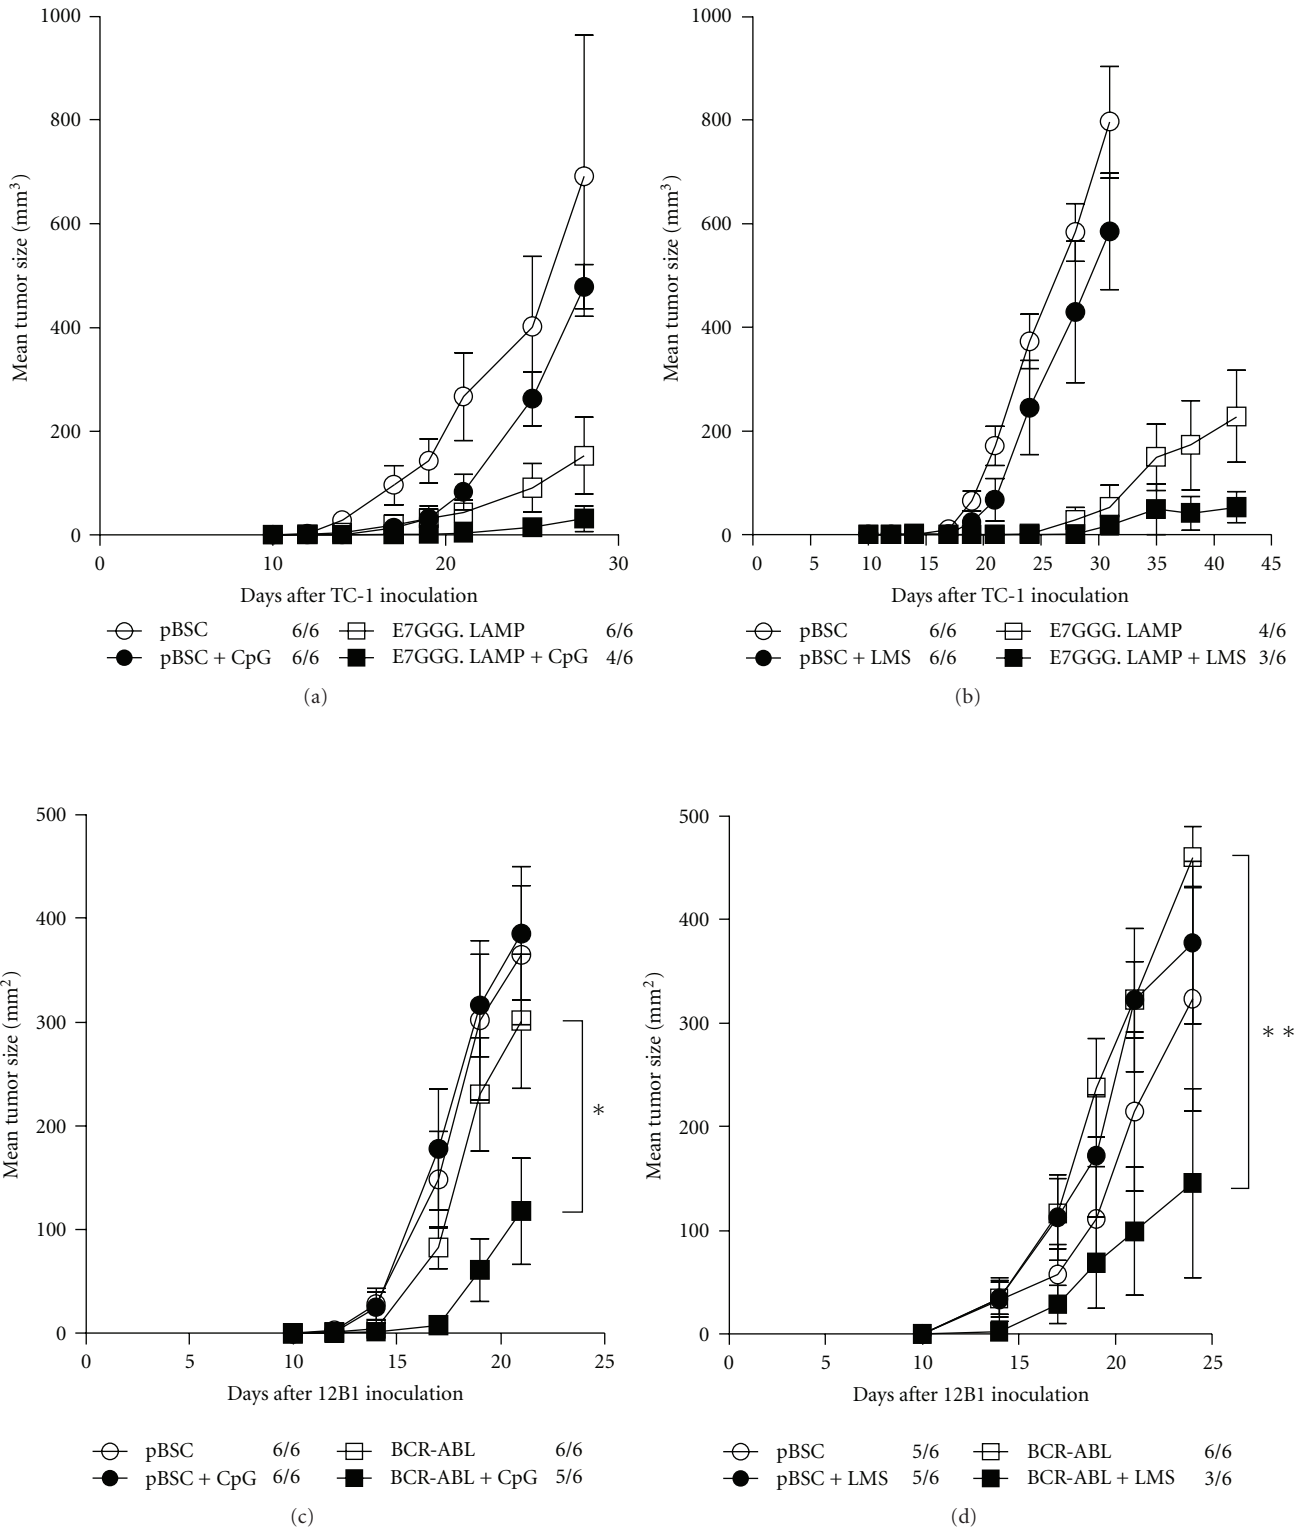 1000
800
600
400
200
0
Mean tumor size (mm³)
0 10 20 30
Days after TC-1 inoculation
pBSC 6/6 E7GGG. LAMP 6/6
pBSC + CpG 6/6 E7GGG. LAMP + CpG 4/6
(a)
1000
800
600
400
200
0
Mean tumor size (mm³)
0 5 10 15 20 25 30 35 40 45
Days after TC-1 inoculation
pBSC 6/6 E7GGG. LAMP 4/6
pBSC + LMS 6/6 E7GGG. LAMP + LMS 3/6
(b)
500
400
300
200
100
0
Mean tumor size (mm²)
*
0 5 10 15 20 25
Days after 12B1 inoculation
pBSC 6/6 BCR-ABL 6/6
pBSC + CpG 6/6 BCR-ABL + CpG 5/6
(c)
500
400
300
200
100
0
Mean tumor size (mm²)
* *
0 5 10 15 20 25
Days after 12B1 inoculation
pBSC 5/6 BCR-ABL 6/6
pBSC + LMS 5/6 BCR-ABL + LMS 3/6
(d)